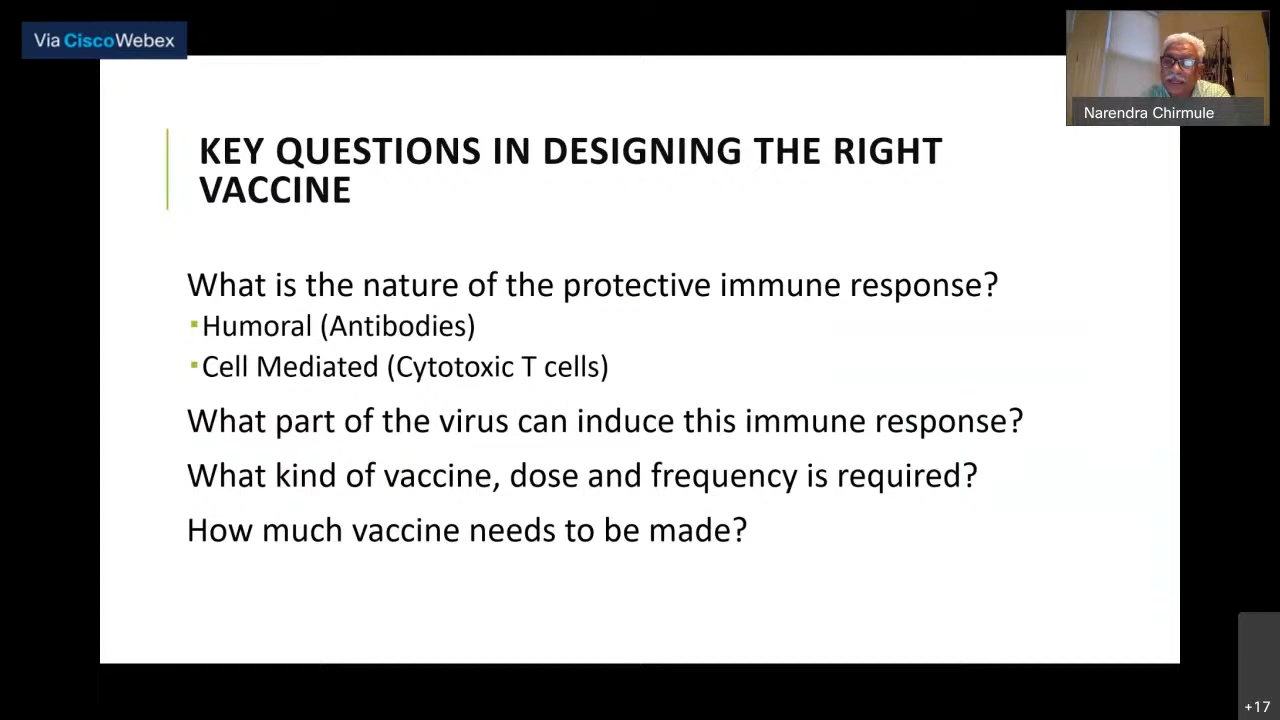 Via CiscoWebex
Narendra Chirmule
KEY QUESTIONS IN DESIGNING THE RIGHT
VACCINE
What is the nature of the protective immune response?
▪Humoral (Antibodies)
▪Cell Mediated (Cytotoxic T cells)
What part of the virus can induce this immune response?
What kind of vaccine, dose and frequency is required?
How much vaccine needs to be made?
+17